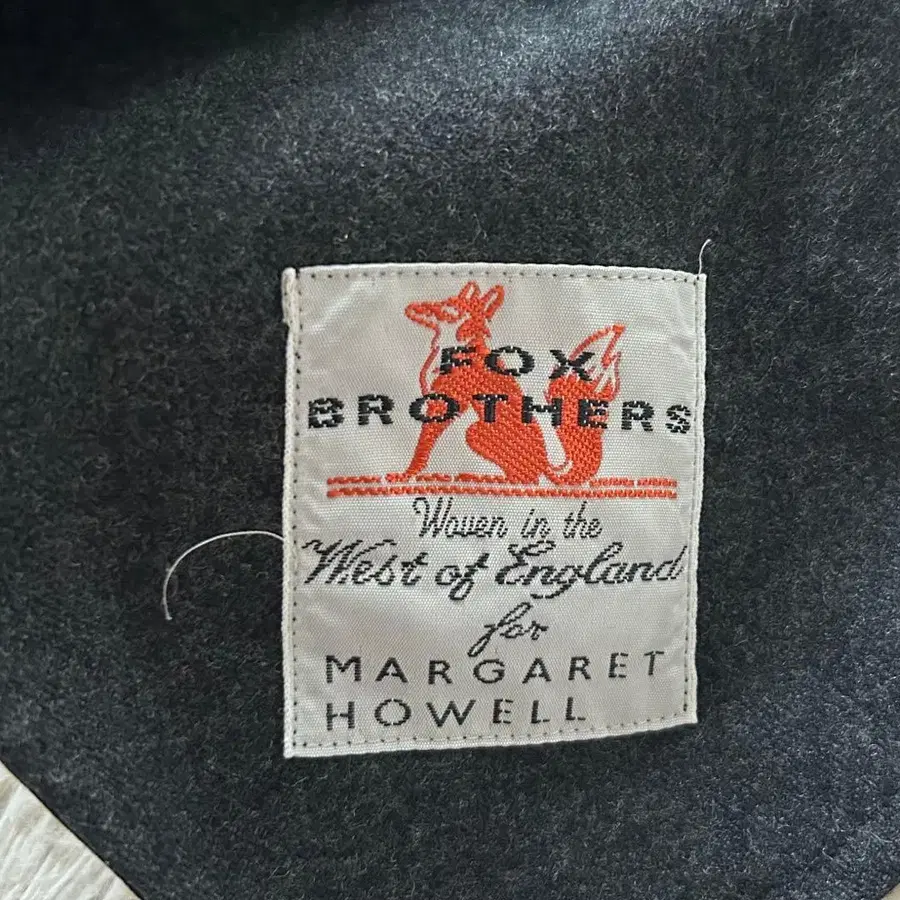 FOX
BROTHERS
Woven in the
West of England
for
MARGARET
HOWELL